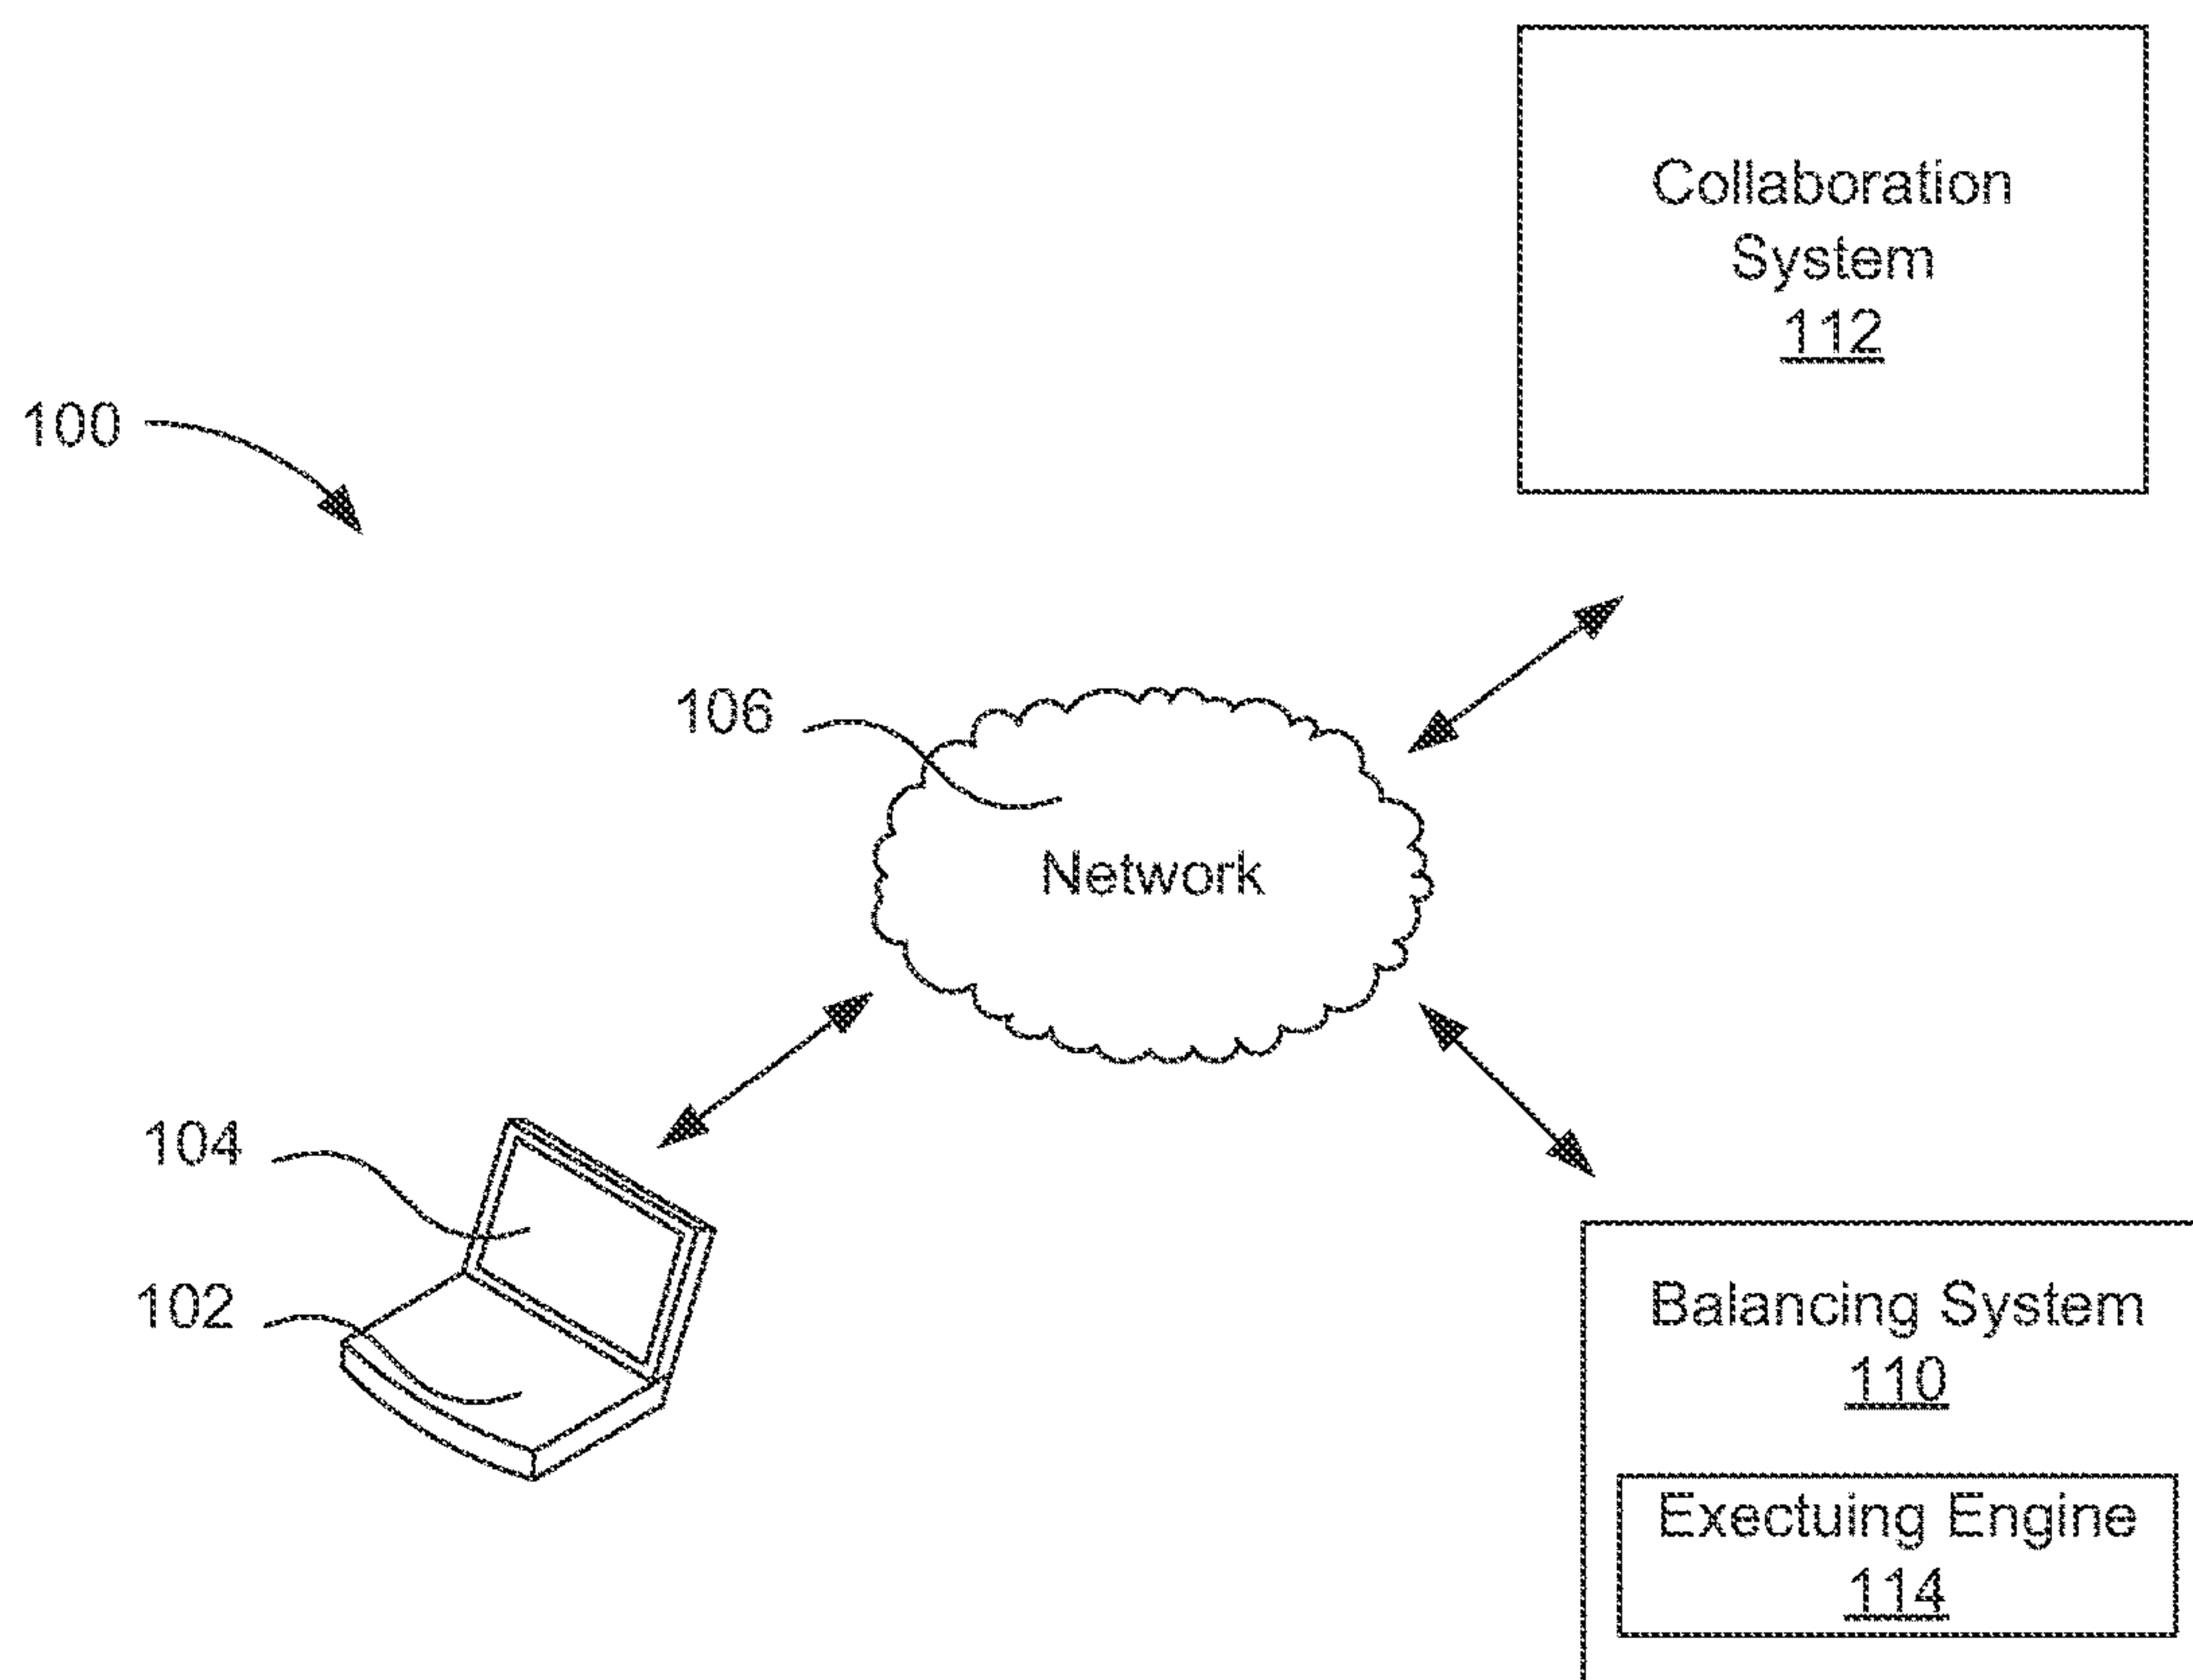 Collaboration
System
112
100
106
Network
104
102
Balancing System
110
Exectuing Engine
114